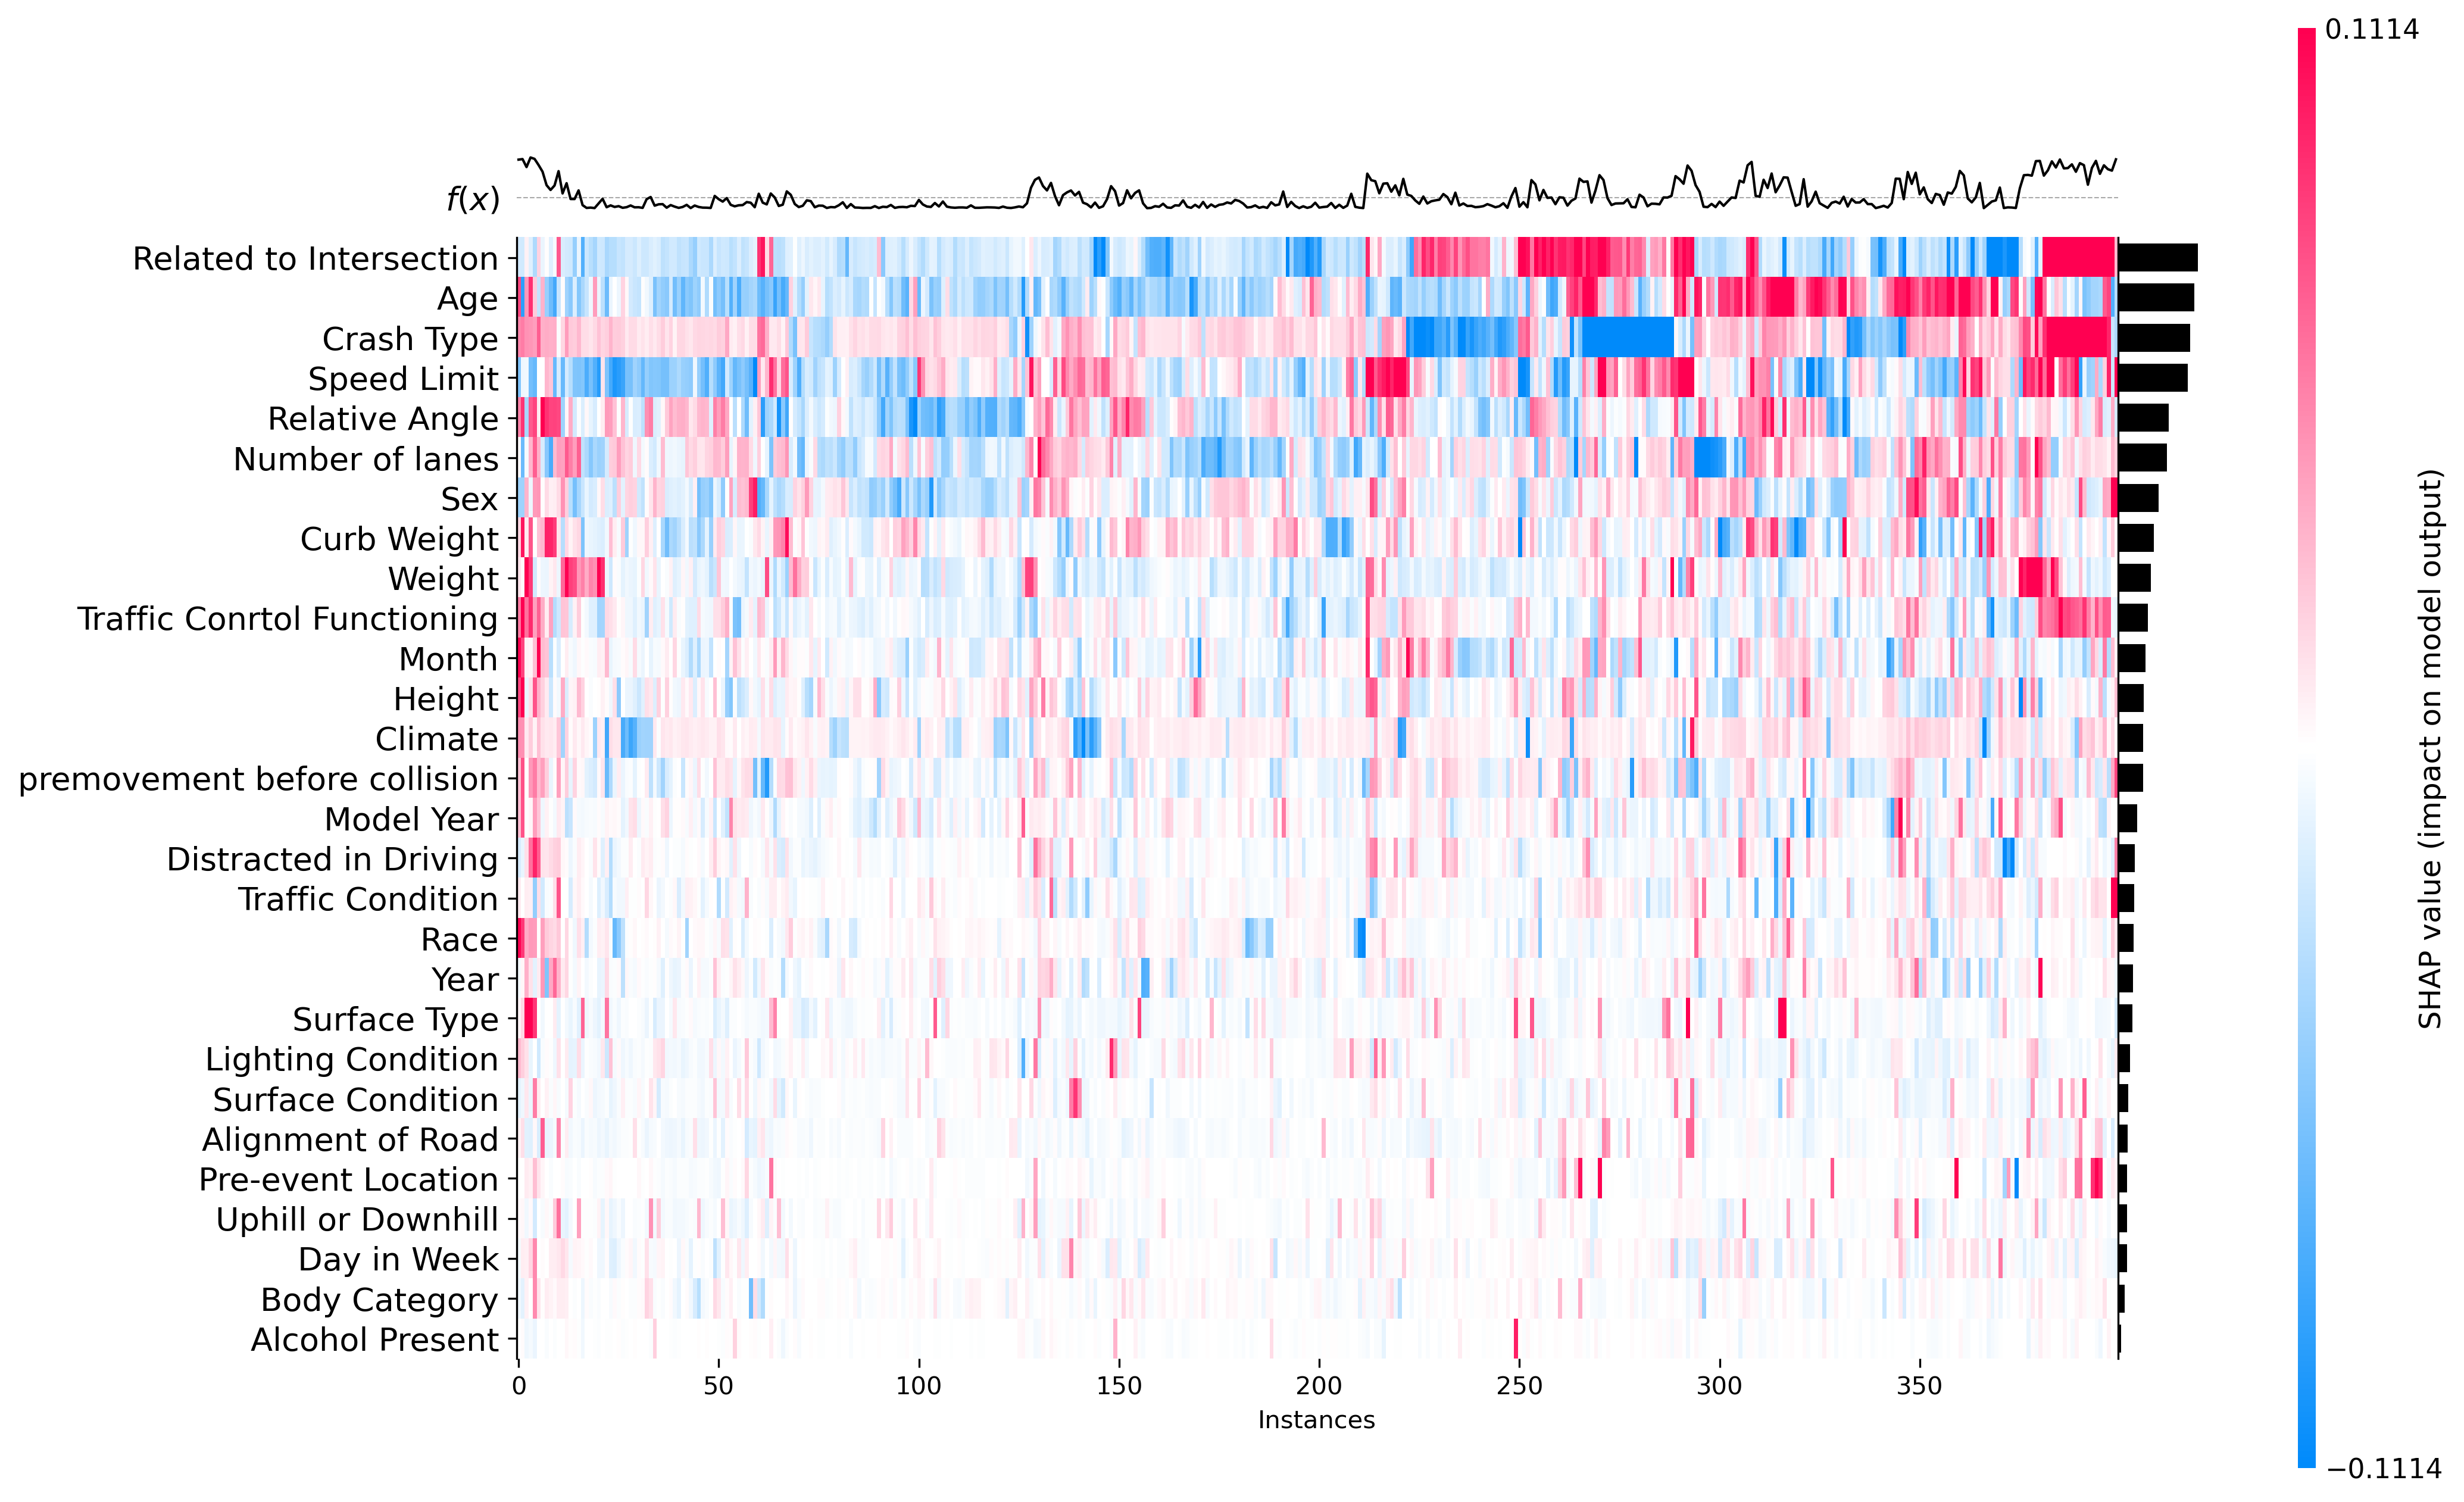 0.1114
f(x)
Related to Intersection
Age
Crash Type
Speed Limit
Relative Angle
Number of lanes
Sex
Curb Weight
Weight
Traffic Conrtol Functioning
Month
Height
Climate
premovement before collision
Model Year
Distracted in Driving
Traffic Condition
Race
Year
Surface Type
Lighting Condition
Surface Condition
Alignment of Road
Pre-event Location
Uphill or Downhill
Day in Week
Body Category
Alcohol Present
0 50 100 150 200 250 300 350
Instances
SHAP value (impact on model output)
−0.1114